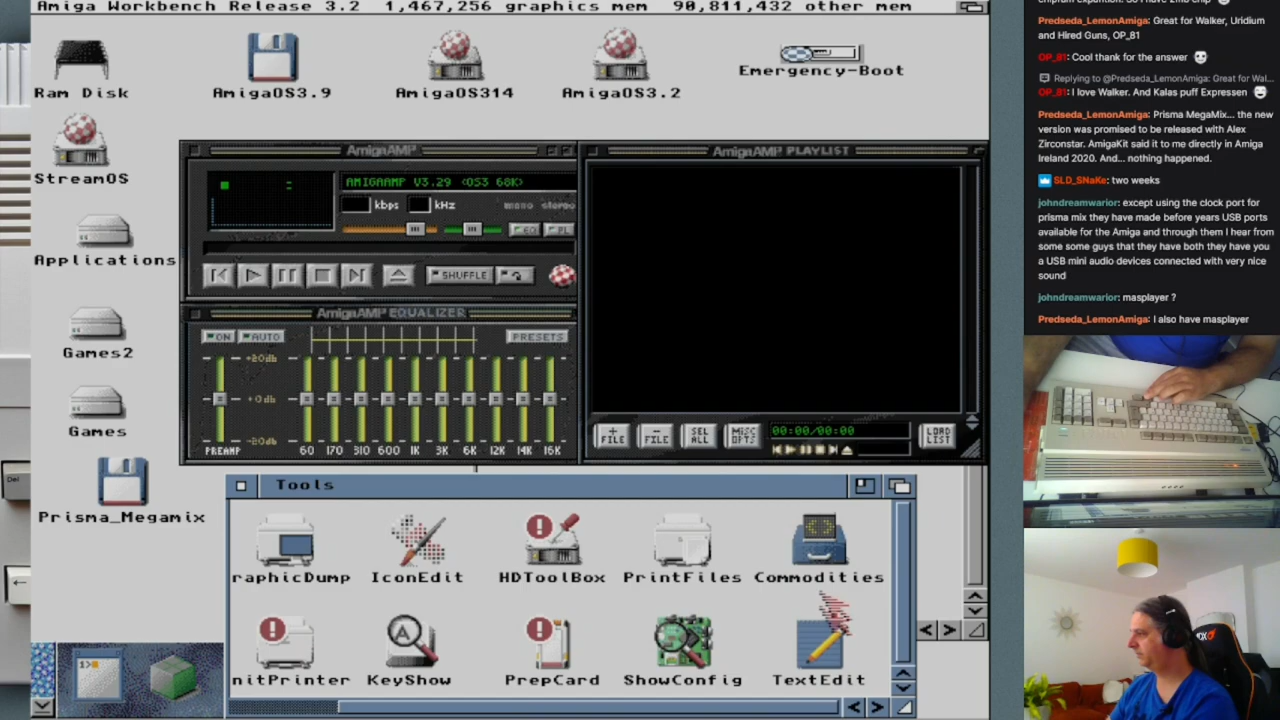 Amiga Workbench Release 3.2 1,467,256 graphics mem 90,811,432 other mem
Ram Disk
AmigaOS3.9
AmigaOS314
AmigaOS3.2
Emergency-Boot
StreamOS
Applications
Games2
Games
Prisma_Megamix
AmigaAMP
AMIGAAMP V3.29 <OS3 68K>
kbps
kHz
mono stereo
EQ
PL
SHUFFLE
AmigaAMP EQUALIZER
ON
AUTO
PRESETS
+20db
+0db
-20db
PREAMP 60 170 310 600 1K 3K 6K 12K 14K 16K
AmigaAMP PLAYLIST
+ FILE
- FILE
SEL ALL
MISC OPTS
00:00/00:00
LOAD LIST
Tools
raphicDump IconEdit HDToolBox PrintFiles Commodities
nitPrinter KeyShow PrepCard ShowConfig TextEdit
1>
Del
Predseda_LemonAmiga: Great for Walker, Uridium
and Hired Guns, OP_81
OP_81: Cool thank for the answer
Replying to @Predseda_LemonAmiga: Great for Wal...
OP_81: I love Walker. And Kalas puff Expressen
Predseda_LemonAmiga: Prisma MegaMix... the new
version was promised to be released with Alex
Zirconstar. AmigaKit said it to me directly in Amiga
Ireland 2020. And... nothing happened.
SLD_SNaKe: two weeks
johndreamwarior: except using the clock port for
prisma mix they have made before years USB ports
available for the Amiga and through them I hear from
some some guys that they have both they have you
a USB mini audio devices connected with very nice
sound
johndreamwarior: masplayer ?
Predseda_LemonAmiga: I also have masplayer